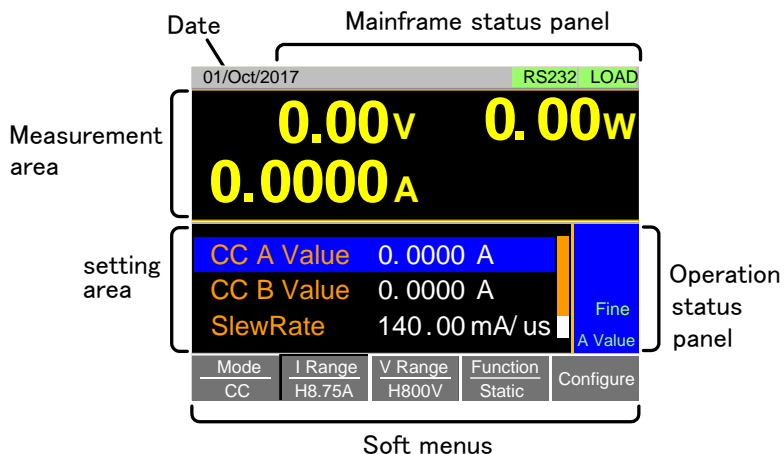 Date
Mainframe status panel
01/Oct/2017 RS232 LOAD
Measurement
area
0.00V 0.00W
0.0000A
setting
area
CC A Value 0.0000 A
CC B Value 0.0000 A
SlewRate 140.00 mA/us
Fine
A Value
Operation
status
panel
Mode I Range V Range Function Configure
CC H8.75A H800V Static
Soft menus